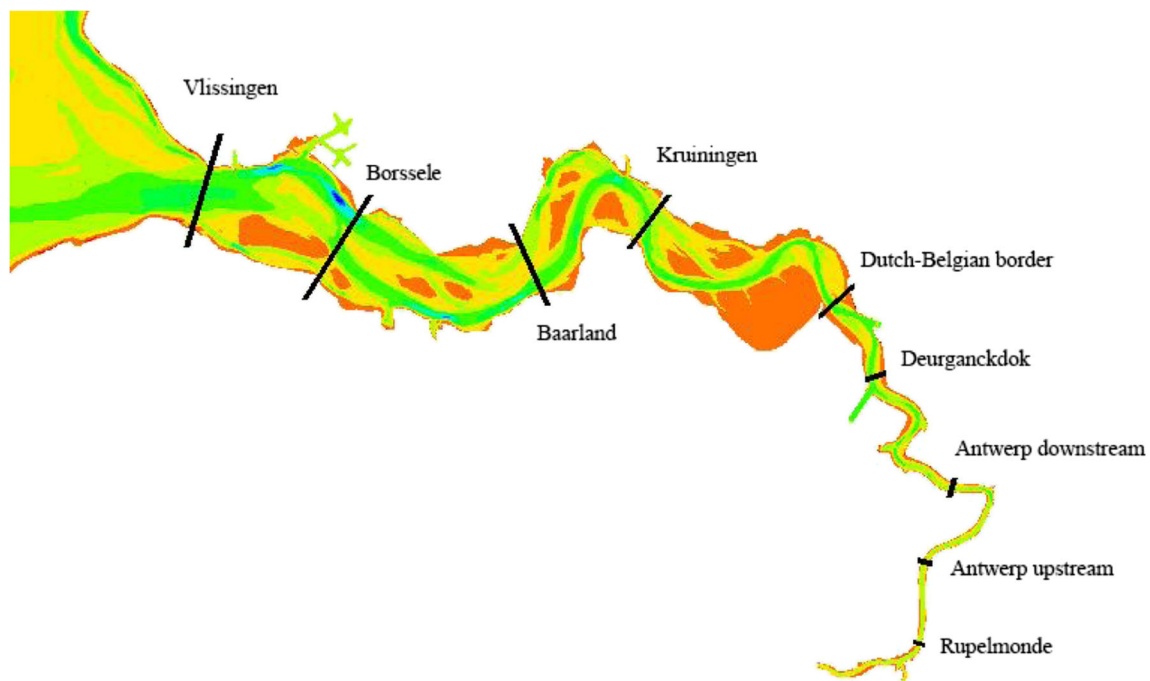 Vlissingen
Borssele
Kruiningen
Dutch-Belgian border
Baarland
Deurganckdok
Antwerp downstream
Antwerp upstream
Rupelmonde